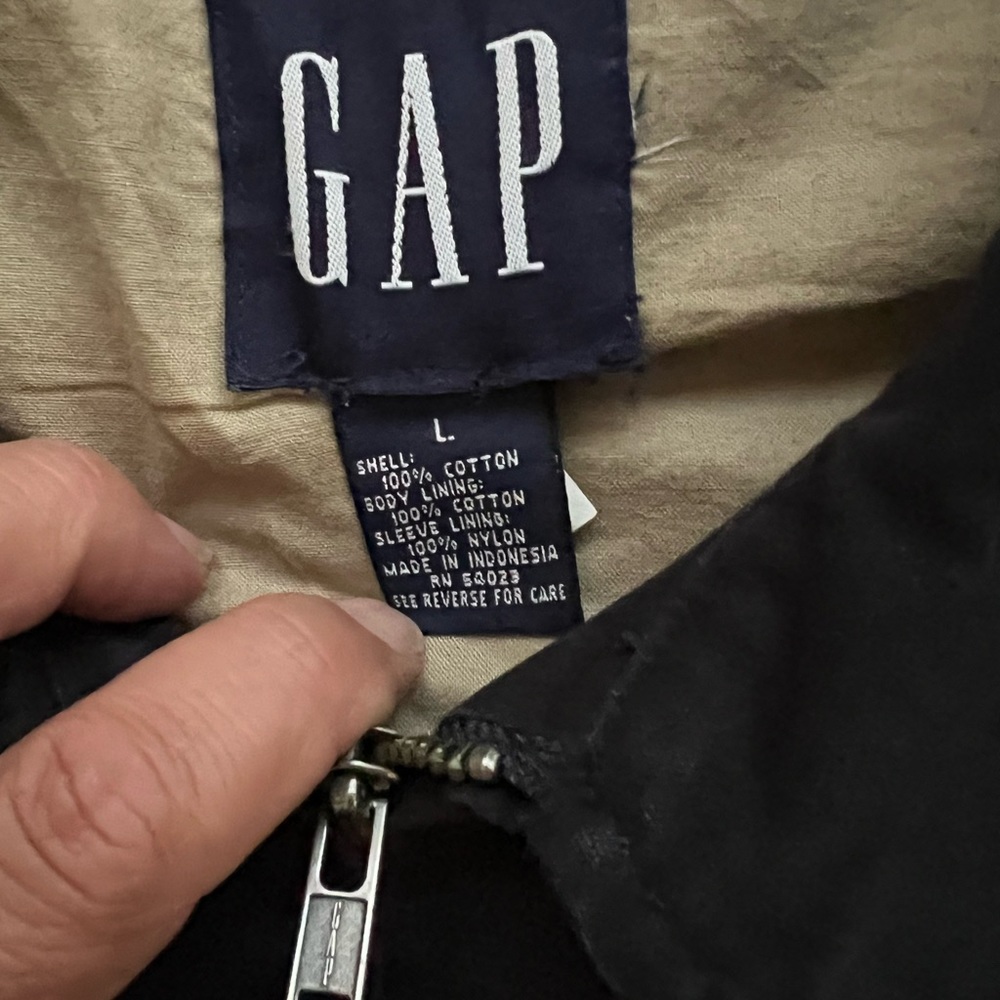 GAP
L.
SHELL:
100% COTTON
BODY LINING:
100% COTTON
SLEEVE LINING:
100% NYLON
MADE IN INDONESIA
RN 54023
SEE REVERSE FOR CARE
GAP